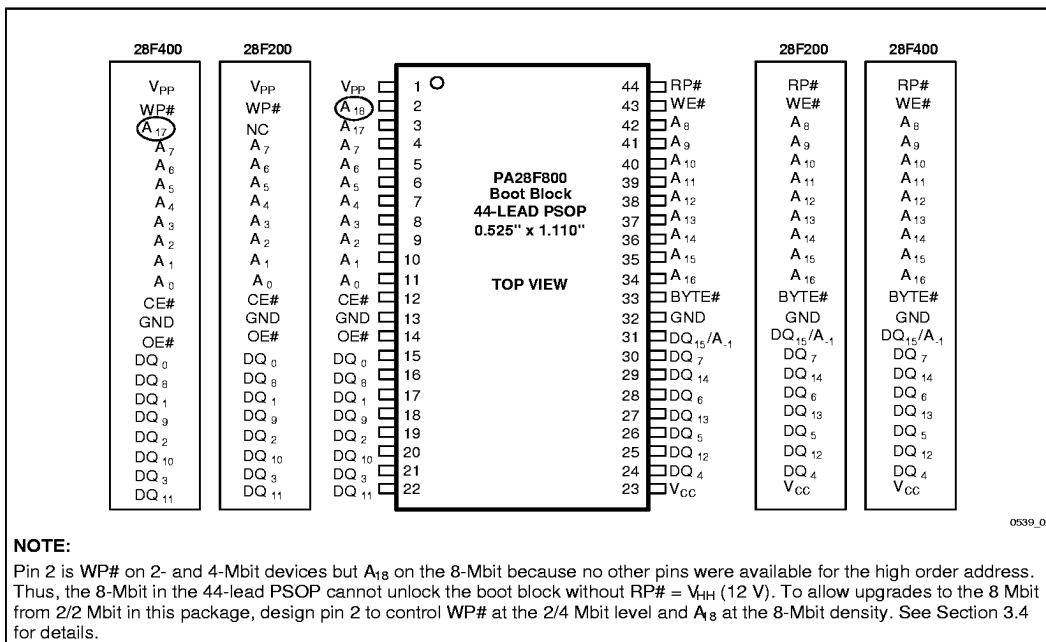 28F400 28F200 28F200 28F400
VPP VPP VPP 1 44 RP# RP# RP#
WP# WP# A18 2 43 WE# WE# WE#
A17 NC A17 3 42 A8 A8 A8
A7 A7 A7 4 41 A9 A9 A9
A6 A6 A6 5 40 A10 A10 A10
A5 A5 A5 6 39 A11 A11 A11
A4 A4 A4 7 38 A12 A12 A12
A3 A3 A3 8 37 A13 A13 A13
A2 A2 A2 9 36 A14 A14 A14
A1 A1 A1 10 35 A15 A15 A15
A0 A0 A0 11 34 A16 A16 A16
CE# CE# CE# 12 33 BYTE# BYTE# BYTE#
GND GND GND 13 32 GND GND GND
OE# OE# OE# 14 31 DQ15/A-1 DQ15/A-1 DQ15/A-1
DQ0 DQ0 DQ0 15 30 DQ7 DQ7 DQ7
DQ8 DQ8 DQ8 16 29 DQ14 DQ14 DQ14
DQ1 DQ1 DQ1 17 28 DQ6 DQ6 DQ6
DQ9 DQ9 DQ9 18 27 DQ13 DQ13 DQ13
DQ2 DQ2 DQ2 19 26 DQ5 DQ5 DQ5
DQ10 DQ10 DQ10 20 25 DQ12 DQ12 DQ12
DQ3 DQ3 DQ3 21 24 DQ4 DQ4 DQ4
DQ11 DQ11 DQ11 22 23 VCC VCC VCC
PA28F800
Boot Block
44-LEAD PSOP
0.525" x 1.110"
TOP VIEW
NOTE:
Pin 2 is WP# on 2- and 4-Mbit devices but A18 on the 8-Mbit because no other pins were available for the high order address.
Thus, the 8-Mbit in the 44-lead PSOP cannot unlock the boot block without RP# = VHH (12 V). To allow upgrades to the 8 Mbit
from 2/2 Mbit in this package, design pin 2 to control WP# at the 2/4 Mbit level and A18 at the 8-Mbit density. See Section 3.4
for details.